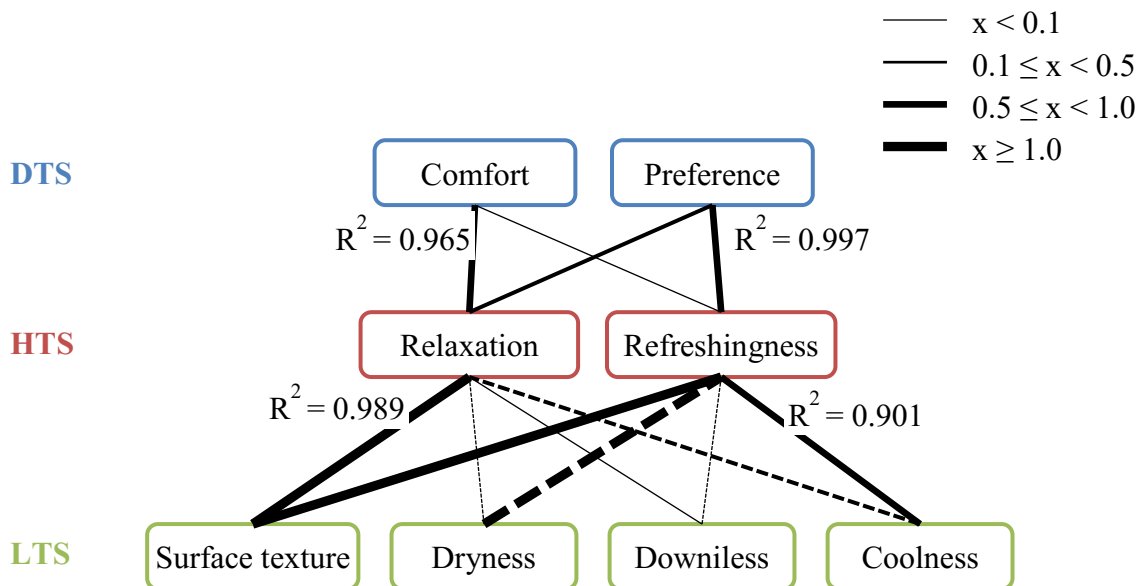 x < 0.1
0.1 ≤ x < 0.5
0.5 ≤ x < 1.0
x ≥ 1.0
DTS
Comfort
Preference
R² = 0.965
R² = 0.997
HTS
Relaxation
Refreshingness
R² = 0.989
R² = 0.901
LTS
Surface texture
Dryness
Downiless
Coolness